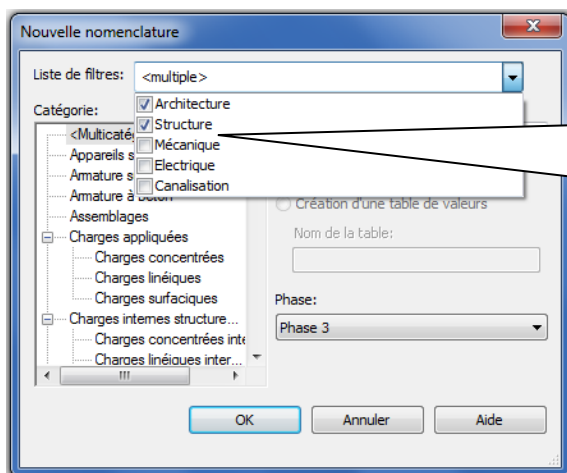 Nouvelle nomenclature
Liste de filtres:
<multiple>
Architecture
Structure
Mécanique
Electrique
Canalisation
Catégorie:
<Multicatég
Appareils s
Armature s
Armature à béton
Assemblages
Charges appliquées
Charges concentrées
Charges linéiques
Charges surfaciques
Charges internes structure...
Charges concentrées inte
Charges linéiques inter...
Création d'une table de valeurs
Nom de la table:
Phase:
Phase 3
OK
Annuler
Aide